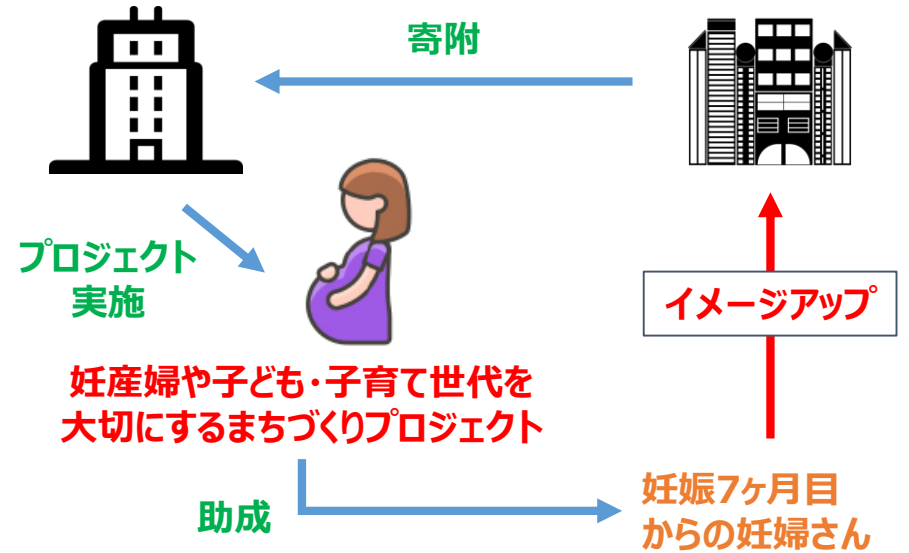 寄附
プロジェクト
実施
イメージアップ
妊産婦や子ども・子育て世代を
大切にするまちづくりプロジェクト
助成
妊娠7ヶ月目
からの妊婦さん